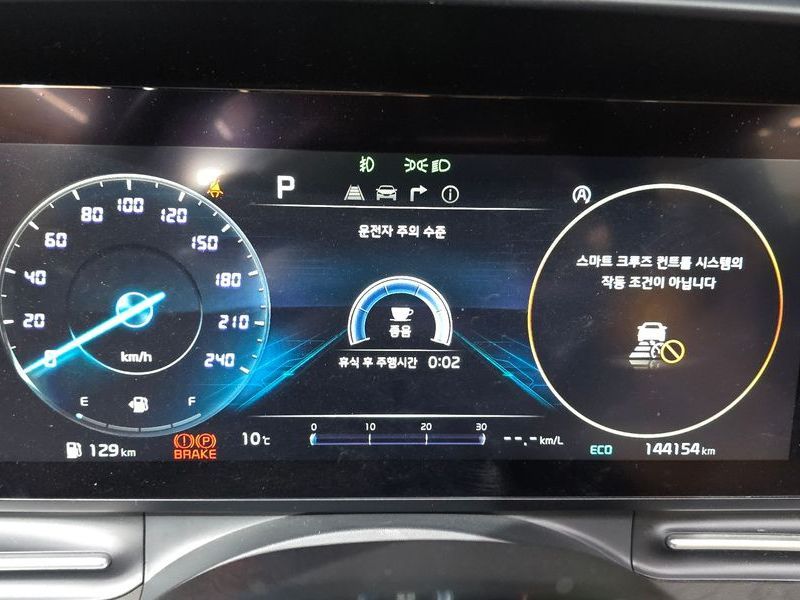 P
운전자 주의 수준
좋음
휴식 후 주행시간 0:02
0 20 40 60 80 100 120 150 180 210 240
km/h
E F
129 km
BRAKE
10℃
0 10 20 30
--.- km/L
A
스마트 크루즈 컨트롤 시스템의
작동 조건이 아닙니다
ECO 144154 km